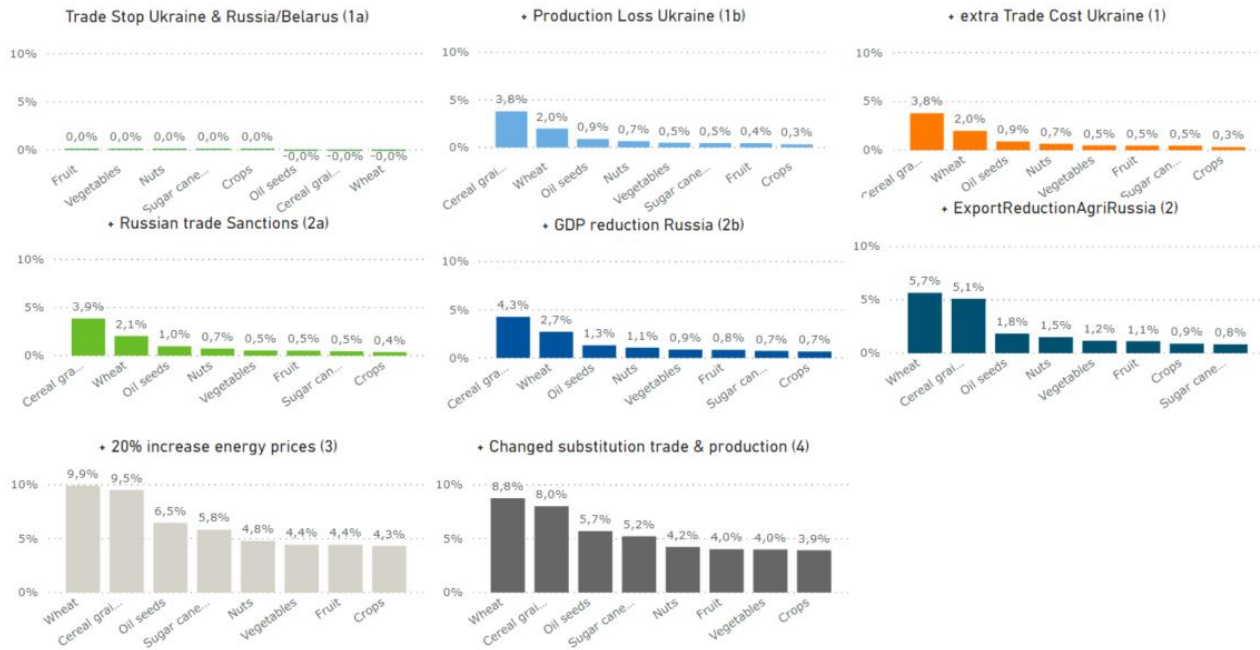 Trade Stop Ukraine & Russia/Belarus (1a)
10%
5%
0%
0,0%
0,0%
0,0%
0,0%
0,0%
-0,0%
-0,0%
-0,0%
Fruit
Vegetables
Nuts
Sugar cane...
Crops
Oil seeds
Cereal grai...
Wheat
+ Production Loss Ukraine (1b)
10%
5%
0%
3,8%
2,0%
0,9%
0,7%
0,5%
0,5%
0,4%
0,3%
Cereal grai...
Wheat
Oil seeds
Nuts
Vegetables
Sugar cane...
Fruit
Crops
+ extra Trade Cost Ukraine (1)
10%
5%
0%
3,8%
2,0%
0,9%
0,7%
0,5%
0,5%
0,5%
0,3%
Cereal gra...
Wheat
Oil seeds
Nuts
Vegetables
Fruit
Sugar can...
Crops
+ Russian trade Sanctions (2a)
10%
5%
0%
3,9%
2,1%
1,0%
0,7%
0,5%
0,5%
0,5%
0,4%
Cereal gra...
Wheat
Oil seeds
Nuts
Vegetables
Fruit
Sugar can...
Crops
+ GDP reduction Russia (2b)
10%
5%
0%
4,3%
2,7%
1,3%
1,1%
0,9%
0,8%
0,7%
0,7%
Cereal gra...
Wheat
Oil seeds
Nuts
Vegetables
Fruit
Sugar can...
Crops
+ ExportReductionAgriRussia (2)
10%
5%
0%
5,7%
5,1%
1,8%
1,5%
1,2%
1,1%
0,9%
0,8%
Wheat
Cereal grai...
Oil seeds
Nuts
Vegetables
Fruit
Crops
Sugar cane...
+ 20% increase energy prices (3)
10%
5%
0%
9,9%
9,5%
6,5%
5,8%
4,8%
4,4%
4,4%
4,3%
Wheat
Cereal grai...
Oil seeds
Sugar cane...
Nuts
Vegetables
Fruit
Crops
+ Changed substitution trade & production (4)
10%
5%
0%
8,8%
8,0%
5,7%
5,2%
4,2%
4,0%
4,0%
3,9%
Wheat
Cereal grai...
Oil seeds
Sugar cane...
Nuts
Fruit
Vegetables
Crops